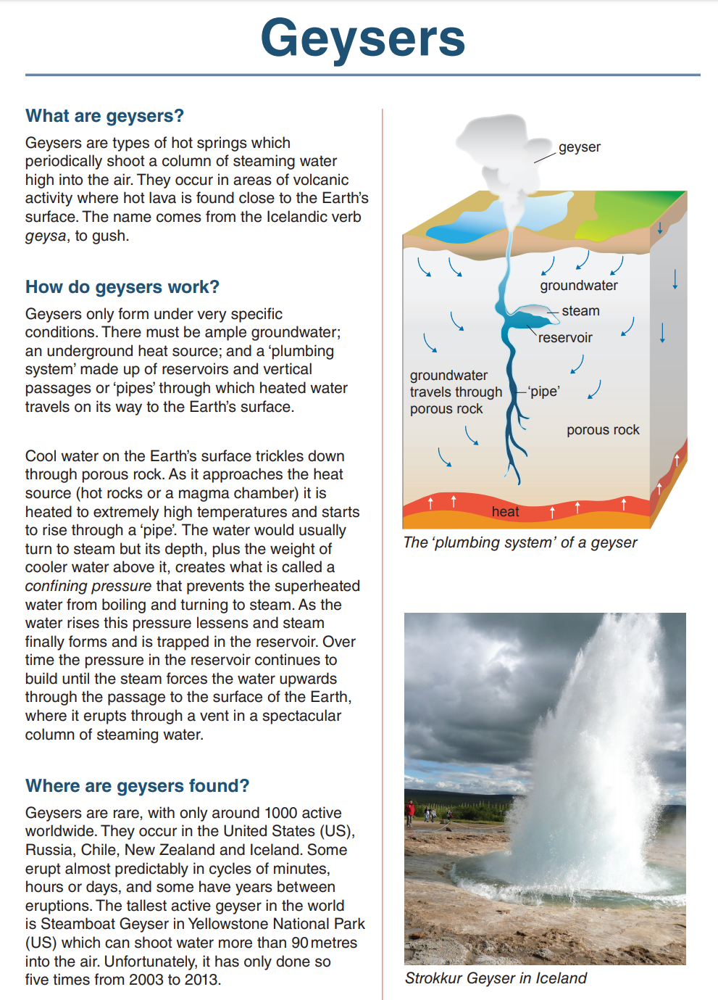 Geysers
What are geysers?
Geysers are types of hot springs which
periodically shoot a column of steaming water
high into the air. They occur in areas of volcanic
activity where hot lava is found close to the Earth's
surface. The name comes from the Icelandic verb
geysa, to gush.
How do geysers work?
Geysers only form under very specific
conditions. There must be ample groundwater;
an underground heat source; and a 'plumbing
system' made up of reservoirs and vertical
passages or 'pipes' through which heated water
travels on its way to the Earth's surface.
Cool water on the Earth's surface trickles down
through porous rock. As it approaches the heat
source (hot rocks or a magma chamber) it is
heated to extremely high temperatures and starts
to rise through a 'pipe'. The water would usually
turn to steam but its depth, plus the weight of
cooler water above it, creates what is called a
confining pressure that prevents the superheated
water from boiling and turning to steam. As the
water rises this pressure lessens and steam
finally forms and is trapped in the reservoir. Over
time the pressure in the reservoir continues to
build until the steam forces the water upwards
through the passage to the surface of the Earth,
where it erupts through a vent in a spectacular
column of steaming water.
Where are geysers found?
Geysers are rare, with only around 1000 active
worldwide. They occur in the United States (US),
Russia, Chile, New Zealand and Iceland. Some
erupt almost predictably in cycles of minutes,
hours or days, and some have years between
eruptions. The tallest active geyser in the world
is Steamboat Geyser in Yellowstone National Park
(US) which can shoot water more than 90 metres
into the air. Unfortunately, it has only done so
five times from 2003 to 2013.
geyser
groundwater
steam
reservoir
groundwater
travels through
porous rock
'pipe'
porous rock
heat
The 'plumbing system' of a geyser
Strokkur Geyser in Iceland